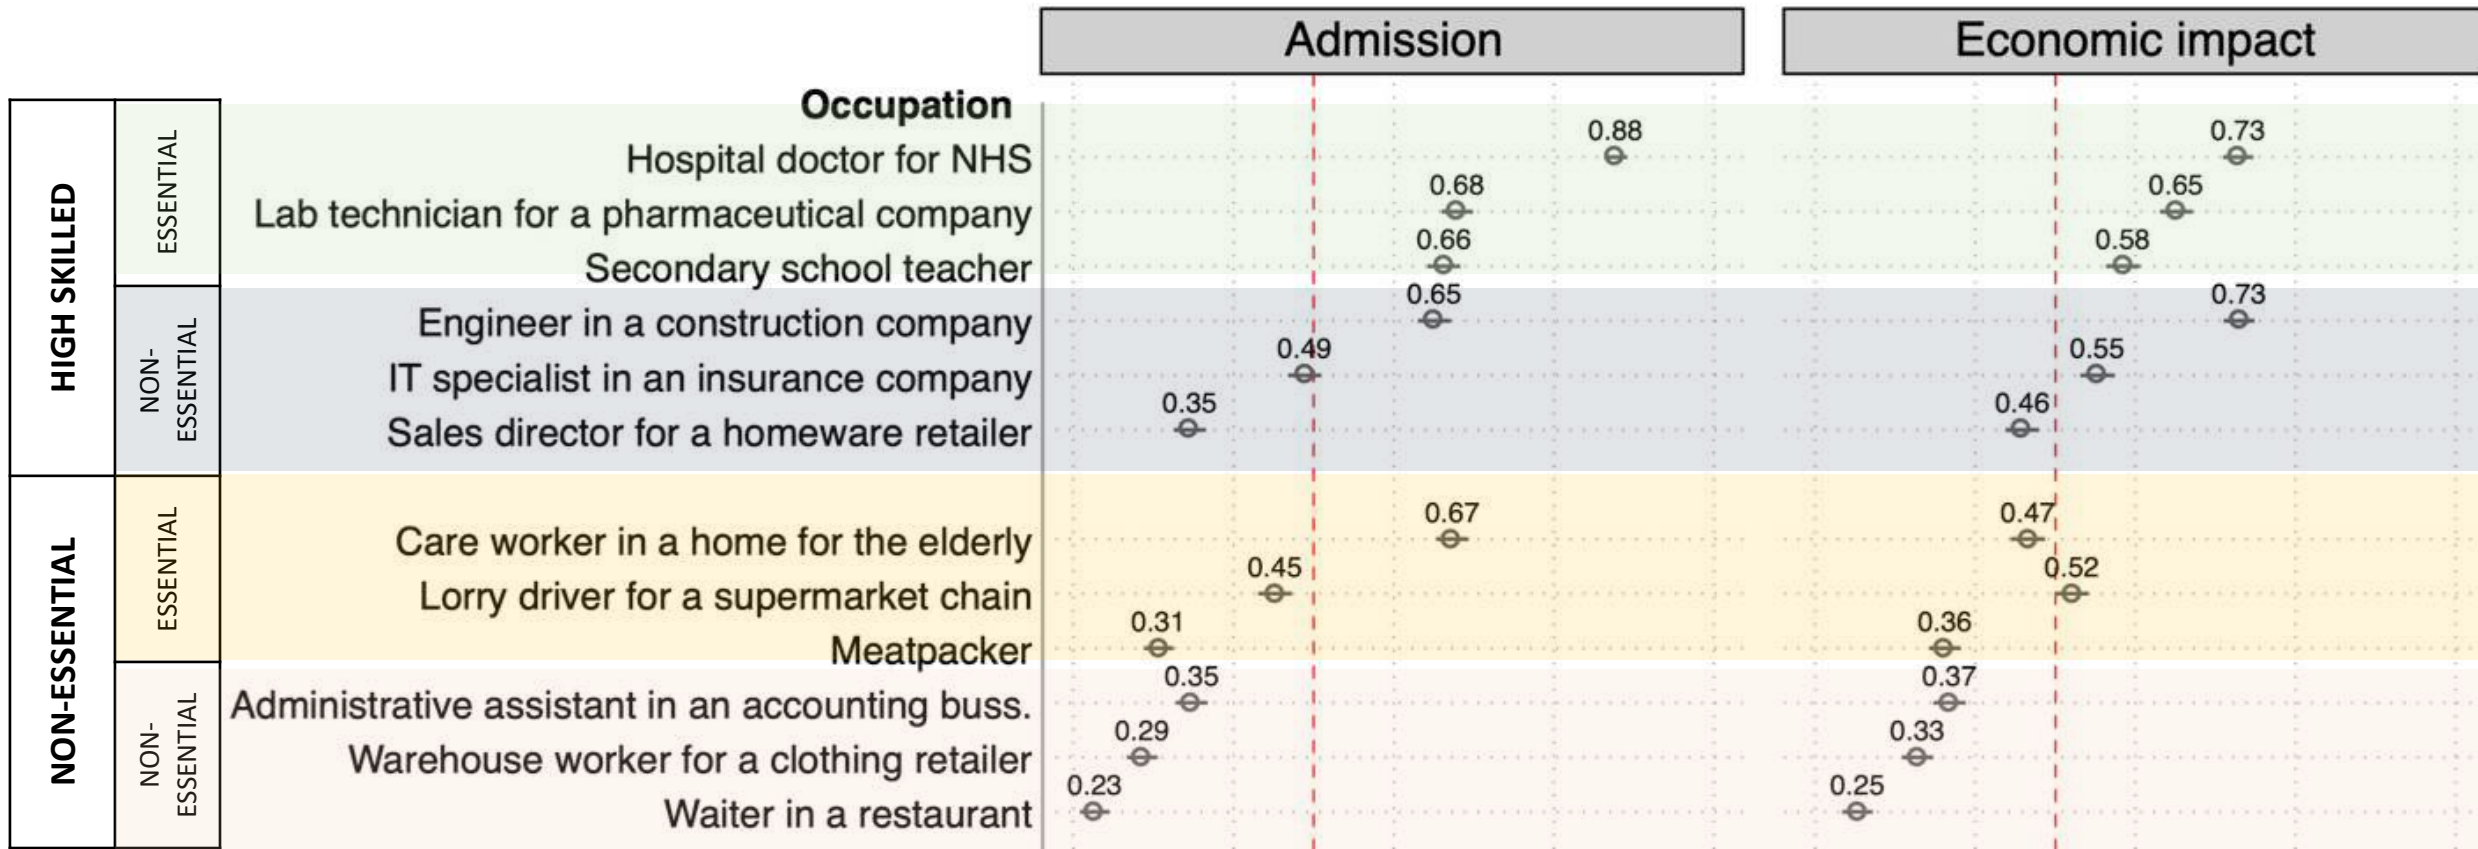 Admission
Economic impact
Occupation
HIGH SKILLED
ESSENTIAL
Hospital doctor for NHS
0.88
0.73
Lab technician for a pharmaceutical company
0.68
0.65
Secondary school teacher
0.66
0.58
NON-
ESSENTIAL
Engineer in a construction company
0.65
0.73
IT specialist in an insurance company
0.49
0.55
Sales director for a homeware retailer
0.35
0.46
NON-ESSENTIAL
ESSENTIAL
Care worker in a home for the elderly
0.67
0.47
Lorry driver for a supermarket chain
0.45
0.52
Meatpacker
0.31
0.36
NON-
ESSENTIAL
Administrative assistant in an accounting buss.
0.35
0.37
Warehouse worker for a clothing retailer
0.29
0.33
Waiter in a restaurant
0.23
0.25